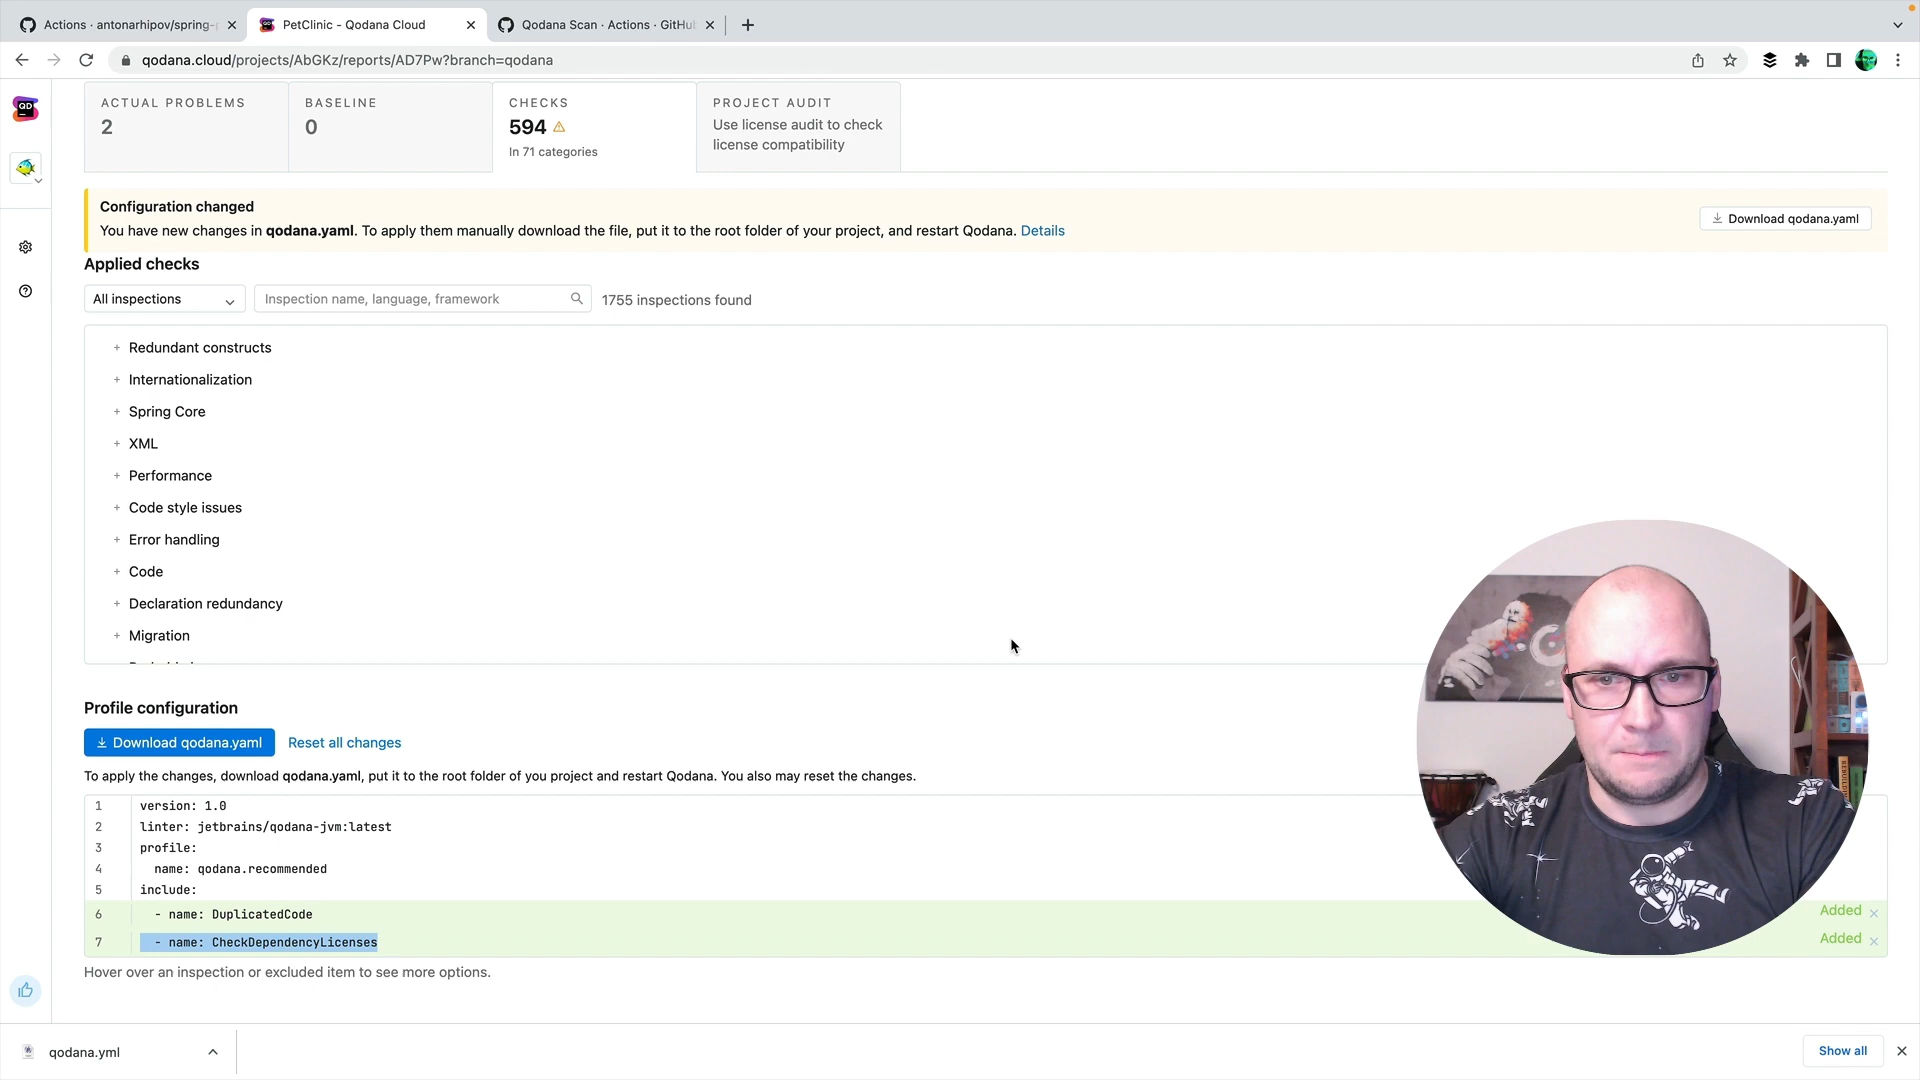 Actions · antonarhipov/spring-p
PetClinic - Qodana Cloud
Qodana Scan · Actions · GitHub
qodana.cloud/projects/AbGKz/reports/AD7Pw?branch=qodana
QD
ACTUAL PROBLEMS
2
BASELINE
0
CHECKS
594
In 71 categories
PROJECT AUDIT
Use license audit to check
license compatibility
Configuration changed
You have new changes in qodana.yaml. To apply them manually download the file, put it to the root folder of your project, and restart Qodana. Details
Download qodana.yaml
Applied checks
All inspections
Inspection name, language, framework
1755 inspections found
+ Redundant constructs
+ Internationalization
+ Spring Core
+ XML
+ Performance
+ Code style issues
+ Error handling
+ Code
+ Declaration redundancy
+ Migration
Profile configuration
Download qodana.yaml
Reset all changes
To apply the changes, download qodana.yaml, put it to the root folder of you project and restart Qodana. You also may reset the changes.
1 version: 1.0
2 linter: jetbrains/qodana-jvm:latest
3 profile:
4 name: qodana.recommended
5 include:
6 - name: DuplicatedCode
Added
7 - name: CheckDependencyLicenses
Added
Hover over an inspection or excluded item to see more options.
qodana.yml
Show all